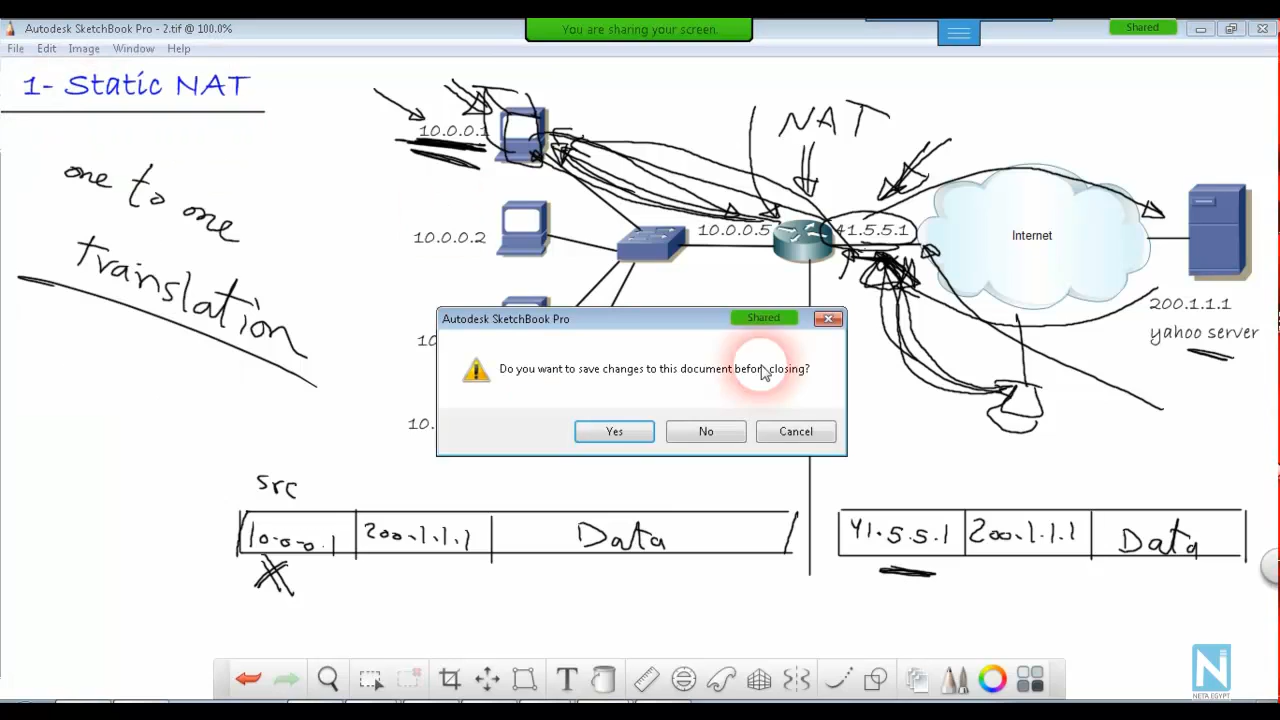 Autodesk SketchBook Pro - 2.tif @ 100.0%
You are sharing your screen.
Shared
File Edit Image Window Help
1- Static NAT
one to one
translation
10.0.0.1
NAT
10.0.0.2
10.0.0.5
41.5.5.1
Internet
200.1.1.1
yahoo server
Autodesk SketchBook Pro
Shared
Do you want to save changes to this document before closing?
Yes No Cancel
10
10.
src
10.0.0.1 200.1.1.1 Data
41.5.5.1 200.1.1.1 Data
T
N
NETA EGYPT